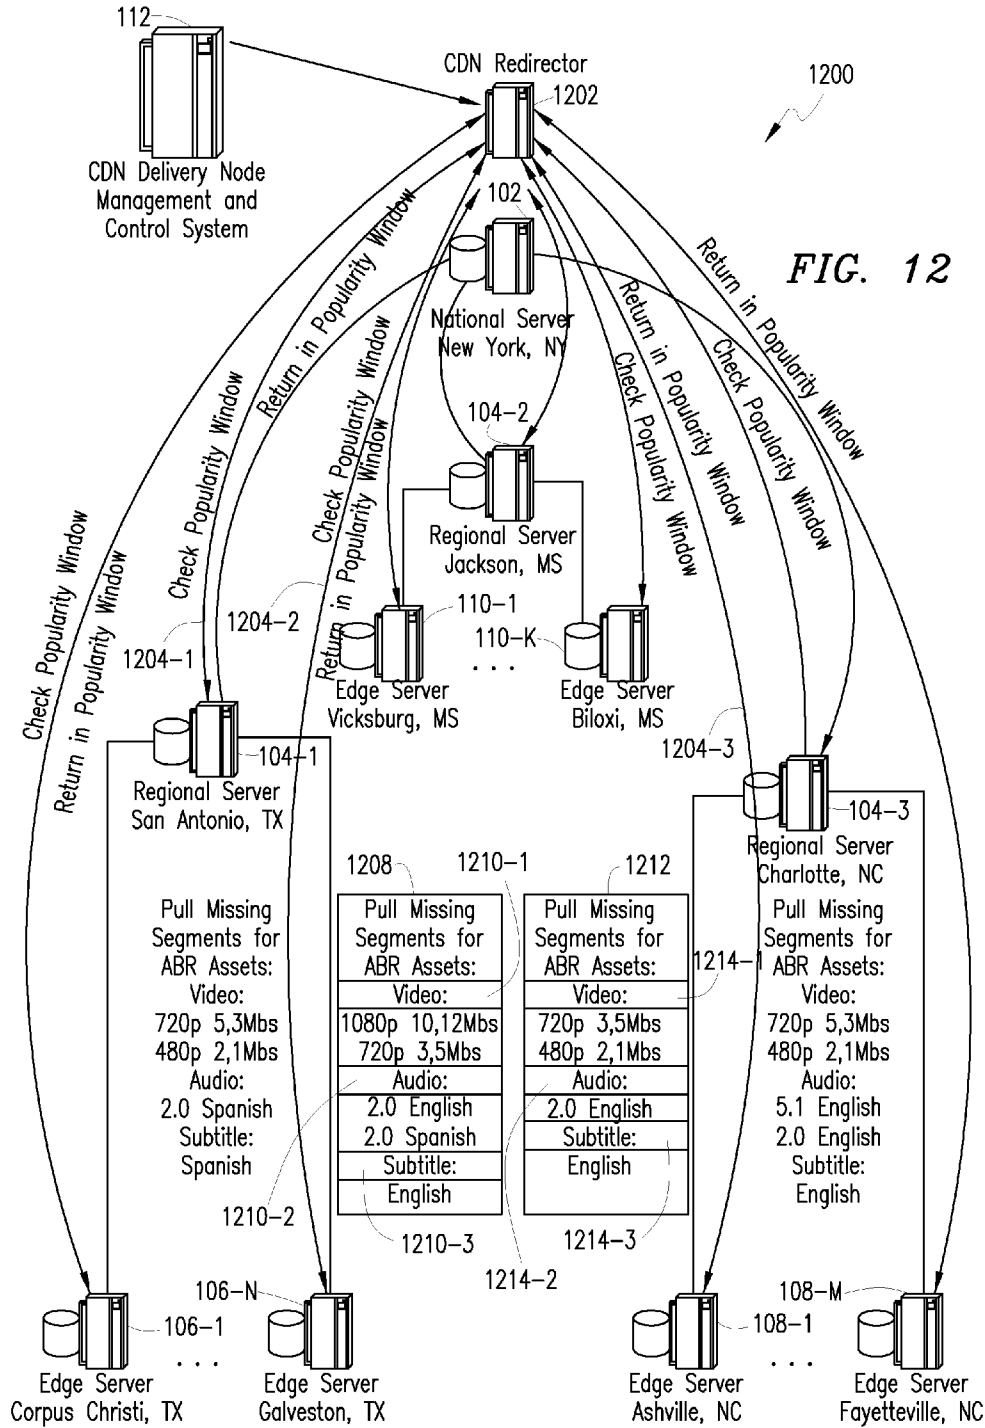 112
CDN Redirector
1202
1200
CDN Delivery Node
Management and
Control System
102
FIG. 12
National Server
New York, NY
Return in Popularity Window
Check Popularity Window
Return in Popularity Window
Check Popularity Window
Check Popularity Window
Return in Popularity Window
Check Popularity Window
Return in Popularity Window
Check Popularity Window
Return in Popularity Window
Check Popularity Window
Return in Popularity Window
104-2
Regional Server
Jackson, MS
1204-1
1204-2
110-1
110-K
. . .
Edge Server
Vicksburg, MS
Edge Server
Biloxi, MS
1204-3
104-1
Regional Server
San Antonio, TX
104-3
Regional Server
Charlotte, NC
1208
1210-1
1212
1214-1
Pull Missing
Segments for
ABR Assets:
Video:
720p 5,3Mbs
480p 2,1Mbs
Audio:
2.0 Spanish
Subtitle:
Spanish
Pull Missing
Segments for
ABR Assets:
Video:
1080p 10,12Mbs
720p 3,5Mbs
Audio:
2.0 English
2.0 Spanish
Subtitle:
English
Pull Missing
Segments for
ABR Assets:
Video:
720p 3,5Mbs
480p 2,1Mbs
Audio:
2.0 English
Subtitle:
English
Pull Missing
Segments for
ABR Assets:
Video:
720p 5,3Mbs
480p 2,1Mbs
Audio:
5.1 English
2.0 English
Subtitle:
English
1210-2
1210-3
1214-2
1214-3
106-1
. . .
106-N
108-1
. . .
108-M
Edge Server
Corpus Christi, TX
Edge Server
Galveston, TX
Edge Server
Ashville, NC
Edge Server
Fayetteville, NC